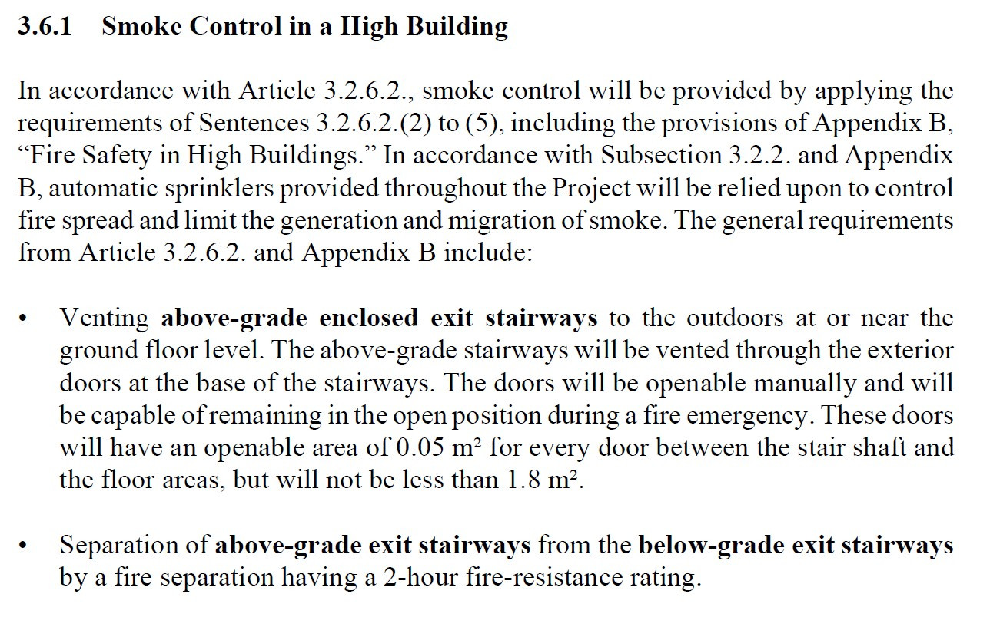 3.6.1 Smoke Control in a High Building
In accordance with Article 3.2.6.2., smoke control will be provided by applying the
requirements of Sentences 3.2.6.2.(2) to (5), including the provisions of Appendix B,
“Fire Safety in High Buildings.” In accordance with Subsection 3.2.2. and Appendix
B, automatic sprinklers provided throughout the Project will be relied upon to control
fire spread and limit the generation and migration of smoke. The general requirements
from Article 3.2.6.2. and Appendix B include:
• Venting above-grade enclosed exit stairways to the outdoors at or near the
ground floor level. The above-grade stairways will be vented through the exterior
doors at the base of the stairways. The doors will be openable manually and will
be capable of remaining in the open position during a fire emergency. These doors
will have an openable area of 0.05 m² for every door between the stair shaft and
the floor areas, but will not be less than 1.8 m².
• Separation of above-grade exit stairways from the below-grade exit stairways
by a fire separation having a 2-hour fire-resistance rating.